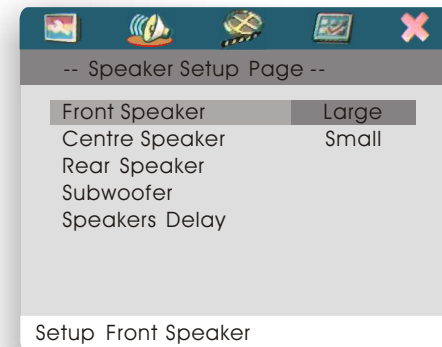 -- Speaker Setup Page --
Front Speaker Large
Centre Speaker Small
Rear Speaker
Subwoofer
Speakers Delay
Setup Front Speaker